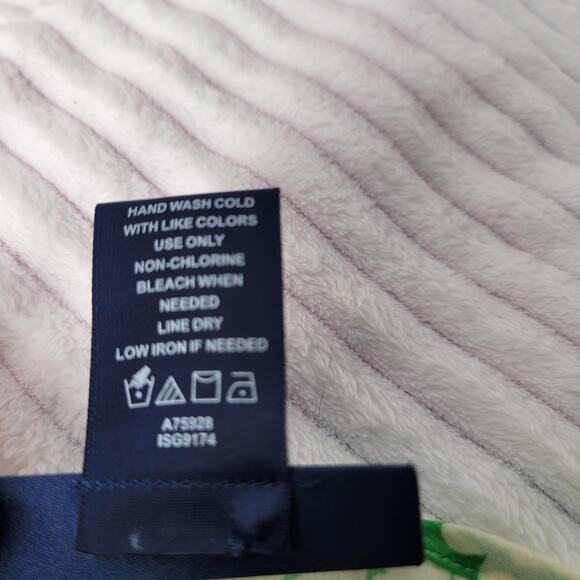 HAND WASH COLD
WITH LIKE COLORS
USE ONLY
NON-CHLORINE
BLEACH WHEN
NEEDED
LINE DRY
LOW IRON IF NEEDED
A75928
ISG9174